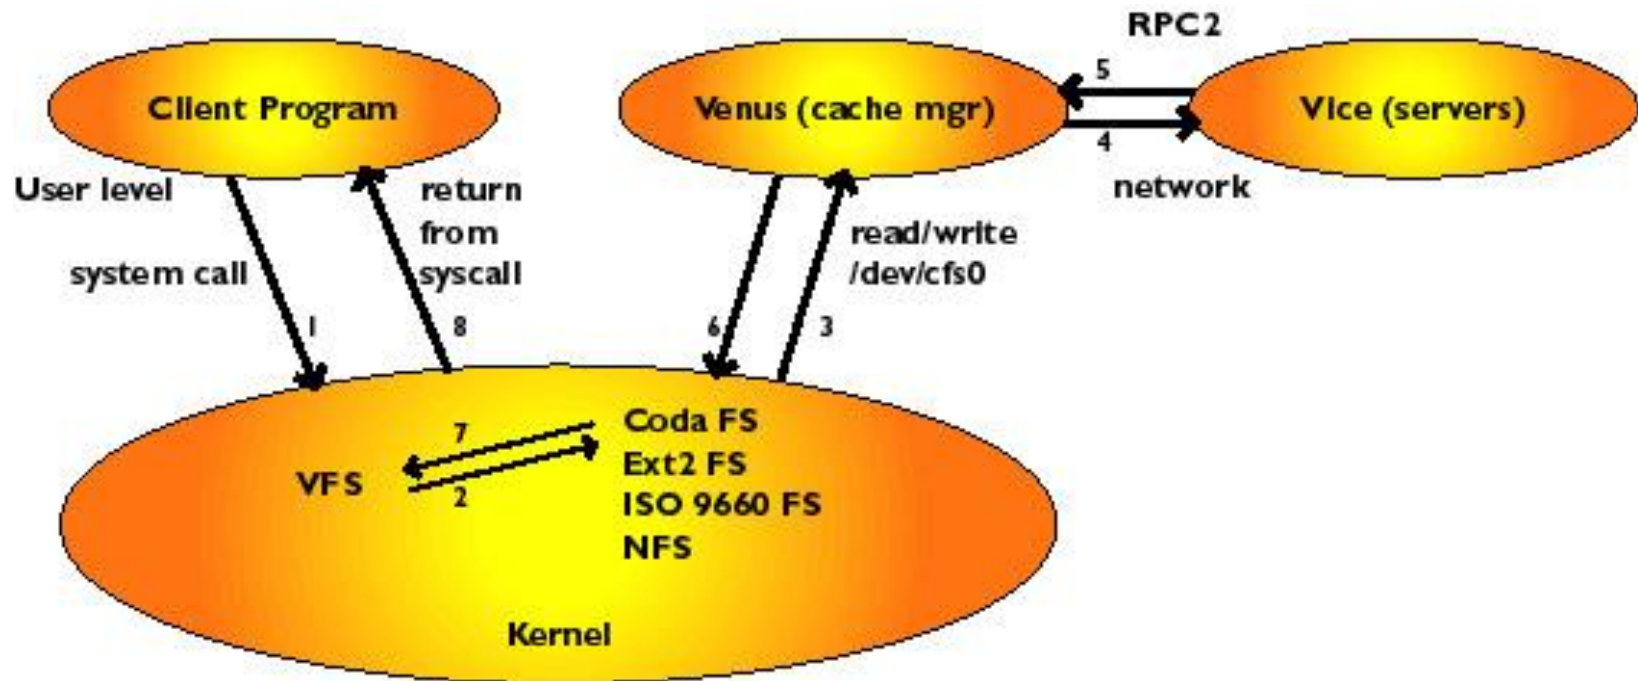 RPC2
Client Program
Venus (cache mgr)
5
4
Vice (servers)
User level
return
from
syscall
system call
network
read/write
/dev/cfs0
1
8
6
3
Coda FS
Ext2 FS
ISO 9660 FS
NFS
7
2
VFS
Kernel